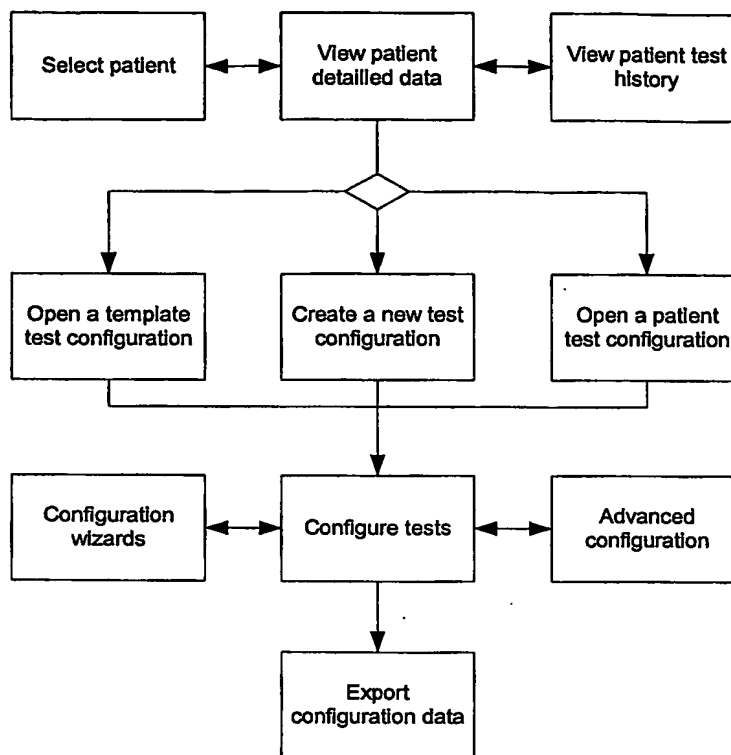 Select patient
View patient
detailled data
View patient test
history
Open a template
test configuration
Create a new test
configuration
Open a patient
test configuration
Configuration
wizards
Configure tests
Advanced
configuration
Export
configuration data